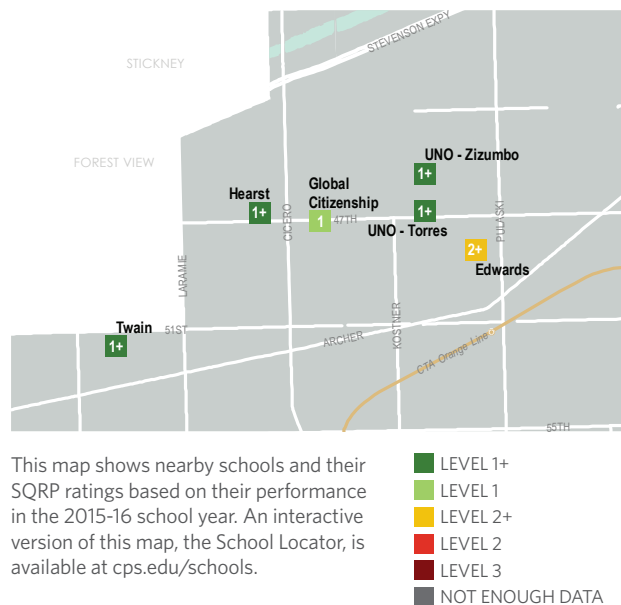 STEVENSON EXPY
STICKNEY
FOREST VIEW
UNO - Zizumbo
1+
Hearst
1+
Global
Citizenship
1
47TH
1+
UNO - Torres
CICERO
PULASKI
2+
Edwards
LARAMIE
Twain
1+
51ST
ARCHER
KOSTNER
CTA Orange Line
55TH
This map shows nearby schools and their
SQRP ratings based on their performance
in the 2015-16 school year. An interactive
version of this map, the School Locator, is
available at cps.edu/schools.
LEVEL 1+
LEVEL 1
LEVEL 2+
LEVEL 2
LEVEL 3
NOT ENOUGH DATA